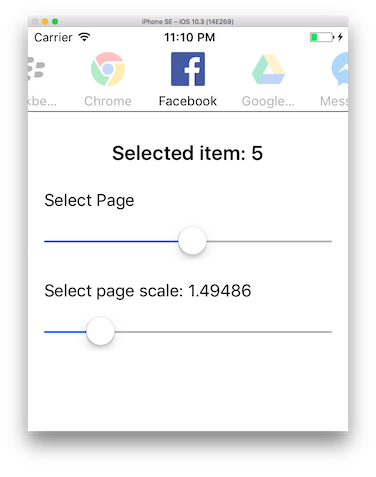 iPhone SE – iOS 10.3 (14E269)
Carrier 11:10 PM
kbe... Chrome Facebook Google... Mess
Selected item: 5
Select Page
Select page scale: 1.49486